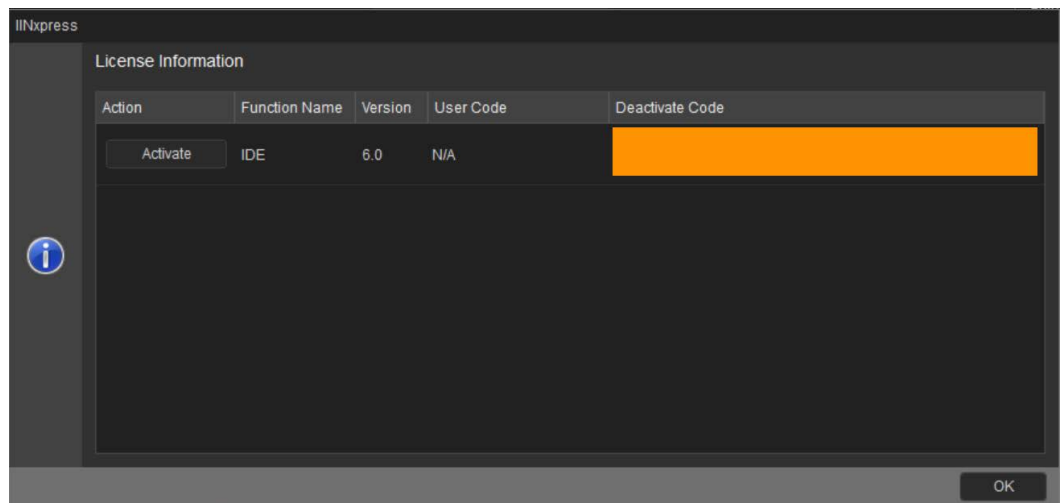 IINxpress
License Information
Action Function Name Version User Code Deactivate Code
Activate IDE 6.0 N/A
OK